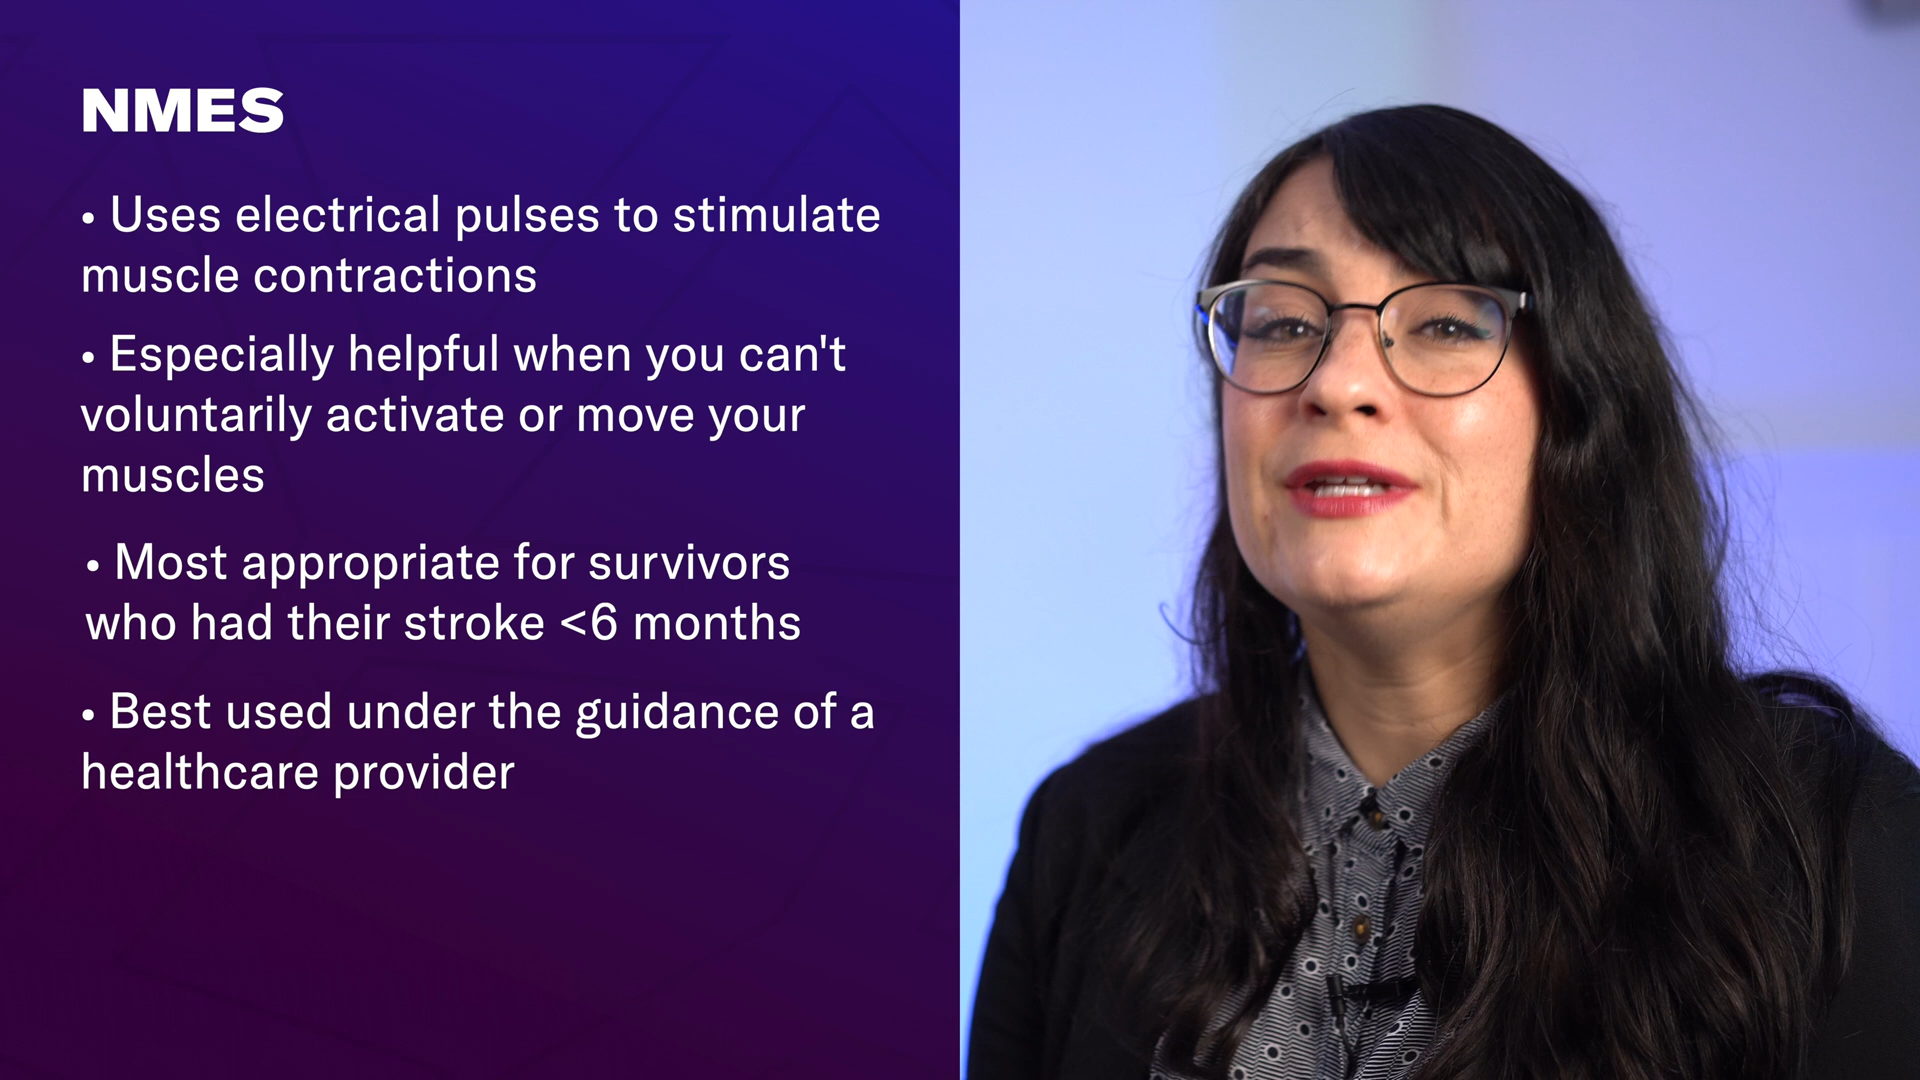 NMES
• Uses electrical pulses to stimulate
muscle contractions
• Especially helpful when you can't
voluntarily activate or move your
muscles
• Most appropriate for survivors
who had their stroke <6 months
• Best used under the guidance of a
healthcare provider